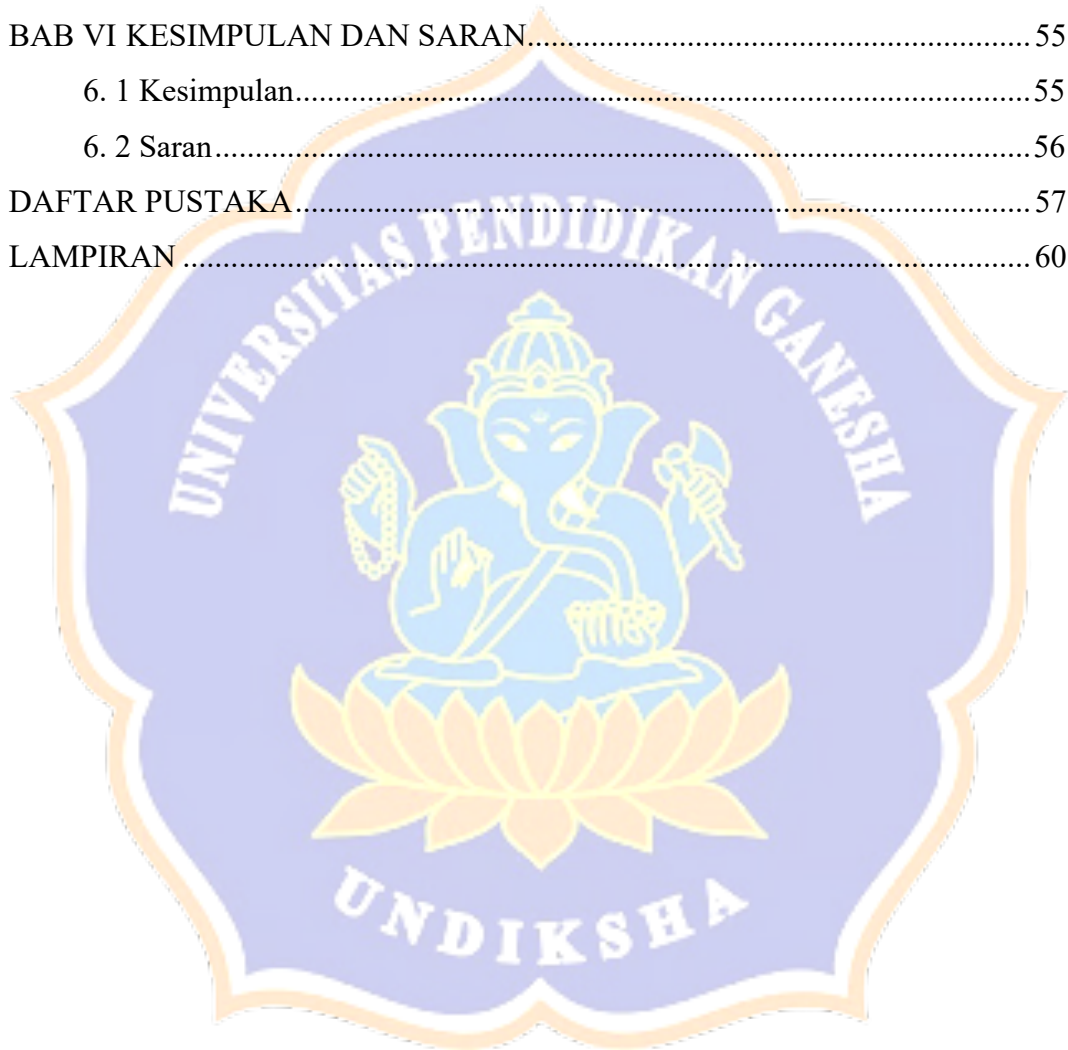 BAB VI KESIMPULAN DAN SARAN.................................................................. 55
6. 1 Kesimpulan............................................................................................... 55
6. 2 Saran......................................................................................................... 56
DAFTAR PUSTAKA............................................................................................... 57
LAMPIRAN ............................................................................................................ 60
UNIVERSITAS PENDIDIKAN GANESHA
UNDIKSHA